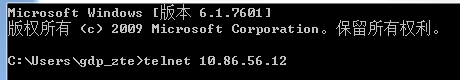 Microsoft Windows [版本 6.1.7601]
版权所有 (c) 2009 Microsoft Corporation。保留所有权利。
C:\Users\gdp_zte>telnet 10.86.56.12